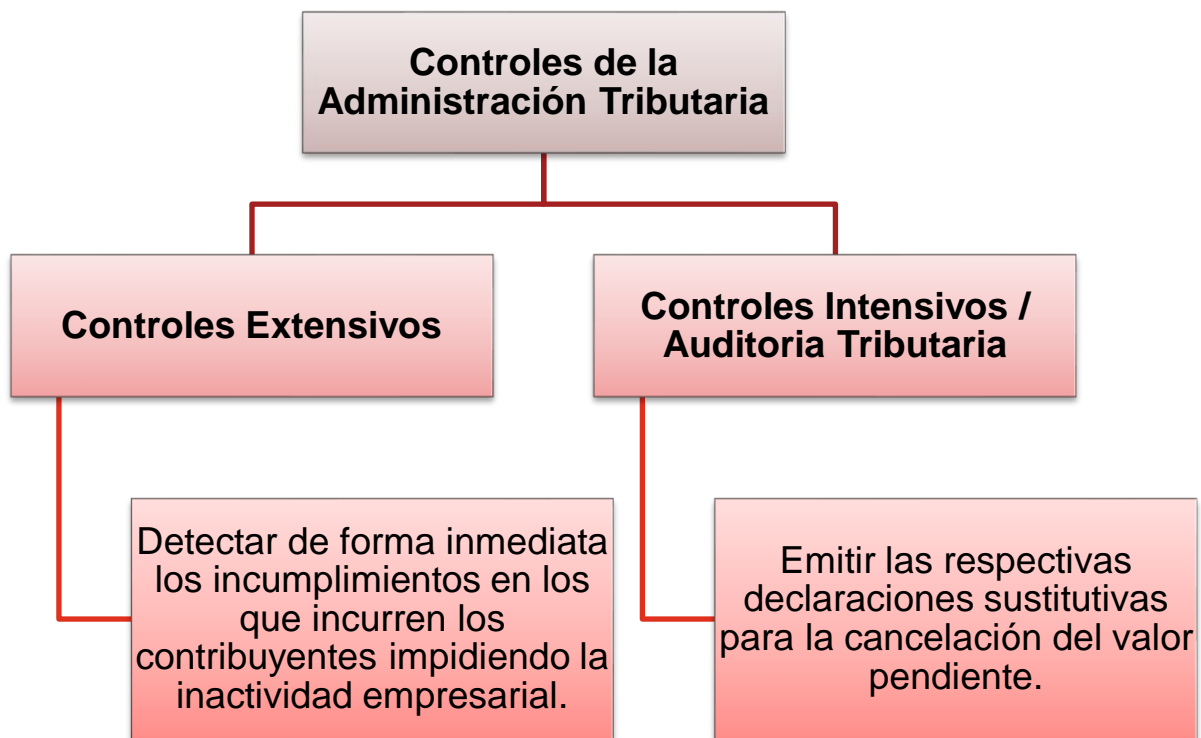 Controles de la
Administración Tributaria
Controles Extensivos
Controles Intensivos /
Auditoria Tributaria
Detectar de forma inmediata
los incumplimientos en los
que incurren los
contribuyentes impidiendo la
inactividad empresarial.
Emitir las respectivas
declaraciones sustitutivas
para la cancelación del valor
pendiente.